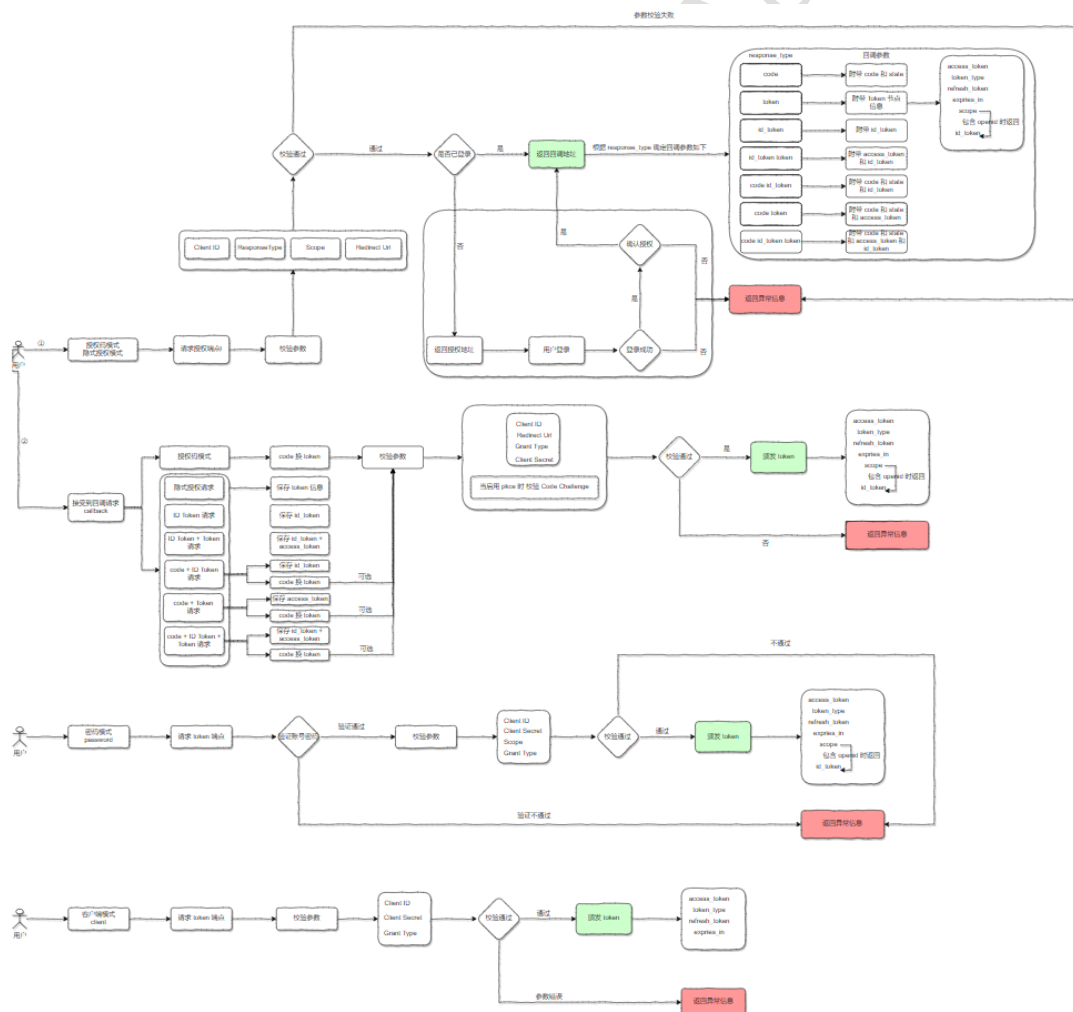 参数校验失败
response_type
回调参数
code
附带 code 和 state
token
附带 Token 节点
信息
id_token
附带 id_token
id_token token
附带 access_token
和 id_token
code id_token
附带 code 和 state
和 id_token
code token
附带 code 和 state
和 access_token
code id_token token
附带 code 和 state
和 access_token 和
id_token
access_token
token_type
refresh_token
expries_in
scope
包含 openid 时返回
id_token
校验通过
通过
是否已登录
是
返回回调地址
根据 response_type 确定回调参数如下
Client ID
ResponseType
Scope
Redirect Url
否
是
确认授权
否
是
返回异常信息
返回授权地址
用户登录
登录成功
否
用户
①
授权码模式
隐式授权模式
请求授权端点
校验参数
②
接受到回调请求
callback
授权码模式
code 换 token
校验参数
隐式授权请求
保存 token 信息
ID Token 请求
保存 id_token
ID Token + Token
请求
保存 id_token +
access_token
code + ID Token
请求
保存 id_token
code 换 token
可选
code + Token
请求
保存 access_token
code 换 token
可选
code + ID Token +
Token 请求
保存 id_token +
access_token
code 换 token
可选
Client ID
Redirect Url
Grant Type
Client Secret
当启用 pkce 时 校验 Code Challenge
校验通过
是
颁发 token
access_token
token_type
refresh_token
expries_in
scope
包含 openid 时返回
id_token
否
返回异常信息
不通过
用户
密码模式
password
请求 token 端点
验证账号密码
验证通过
校验参数
Client ID
Client Secret
Scope
Grant Type
校验通过
通过
颁发 token
access_token
token_type
refresh_token
expries_in
scope
包含 openid 时返回
id_token
验证不通过
返回异常信息
用户
客户端模式
client
请求 token 端点
校验参数
Client ID
Client Secret
Grant Type
校验通过
通过
颁发 token
access_token
token_type
refresh_token
expries_in
参数错误
返回异常信息